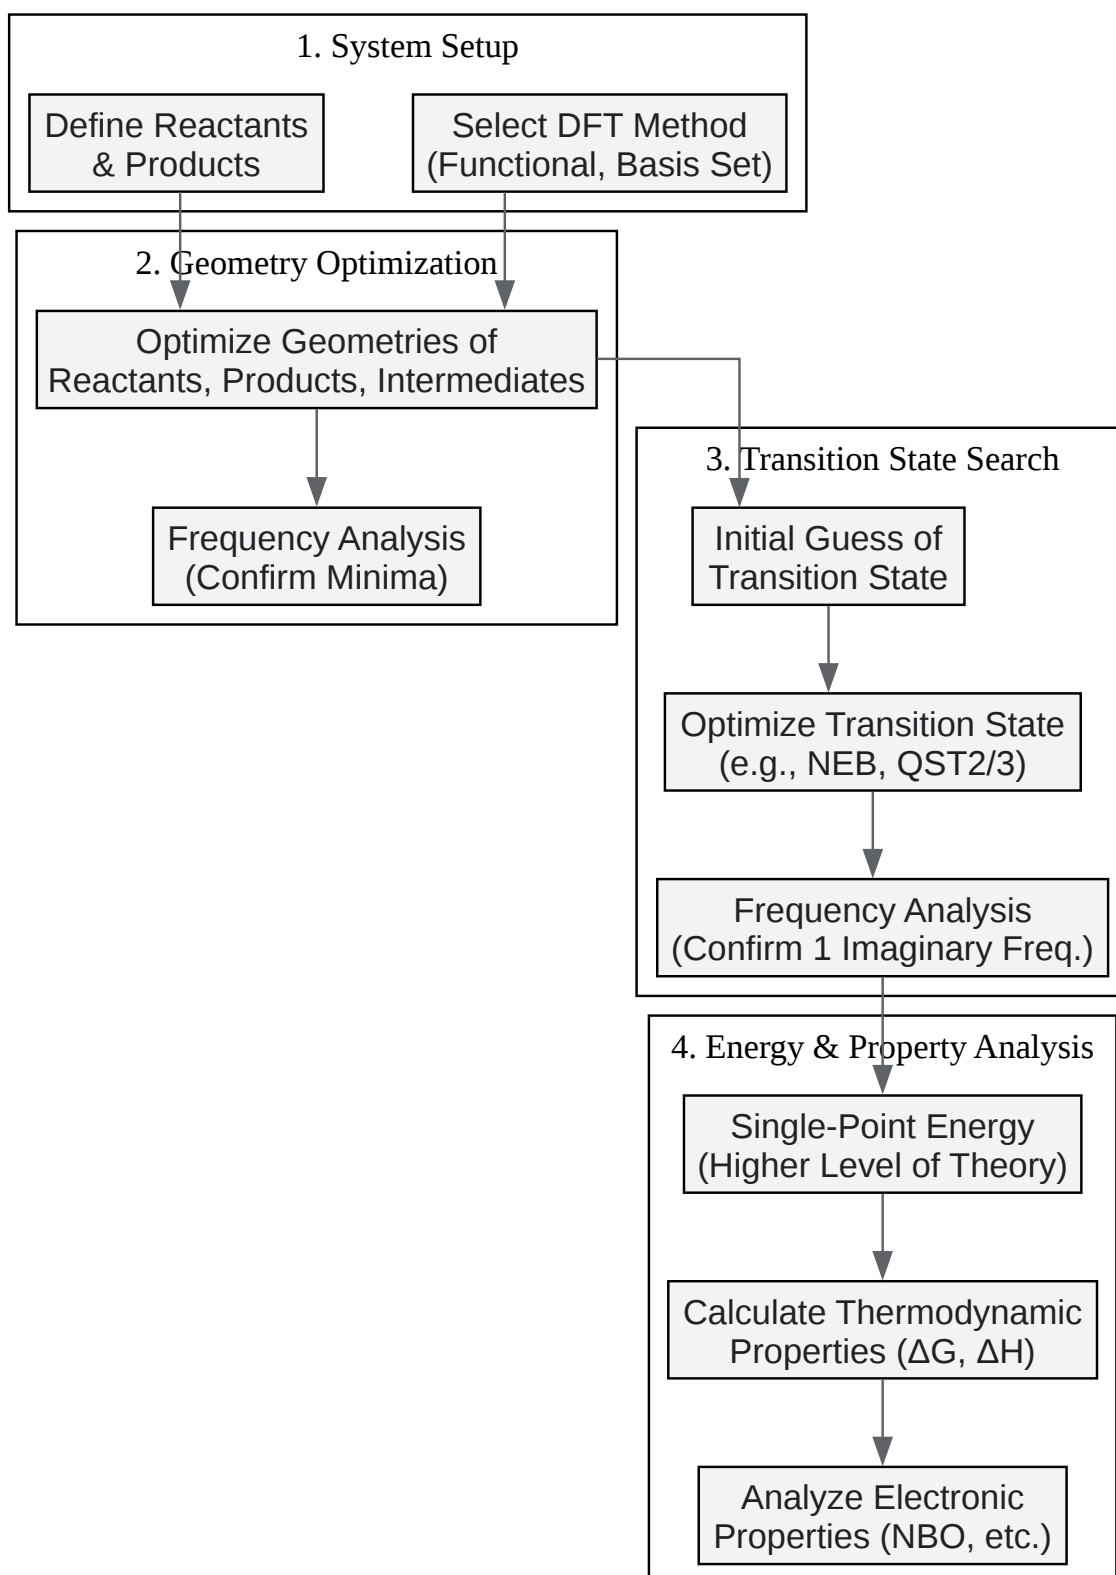 1. System Setup
Define Reactants
& Products
Select DFT Method
(Functional, Basis Set)
2. Geometry Optimization
Optimize Geometries of
Reactants, Products, Intermediates
Frequency Analysis
(Confirm Minima)
3. Transition State Search
Initial Guess of
Transition State
Optimize Transition State
(e.g., NEB, QST2/3)
Frequency Analysis
(Confirm 1 Imaginary Freq.)
4. Energy & Property Analysis
Single-Point Energy
(Higher Level of Theory)
Calculate Thermodynamic
Properties (ΔG, ΔH)
Analyze Electronic
Properties (NBO, etc.)